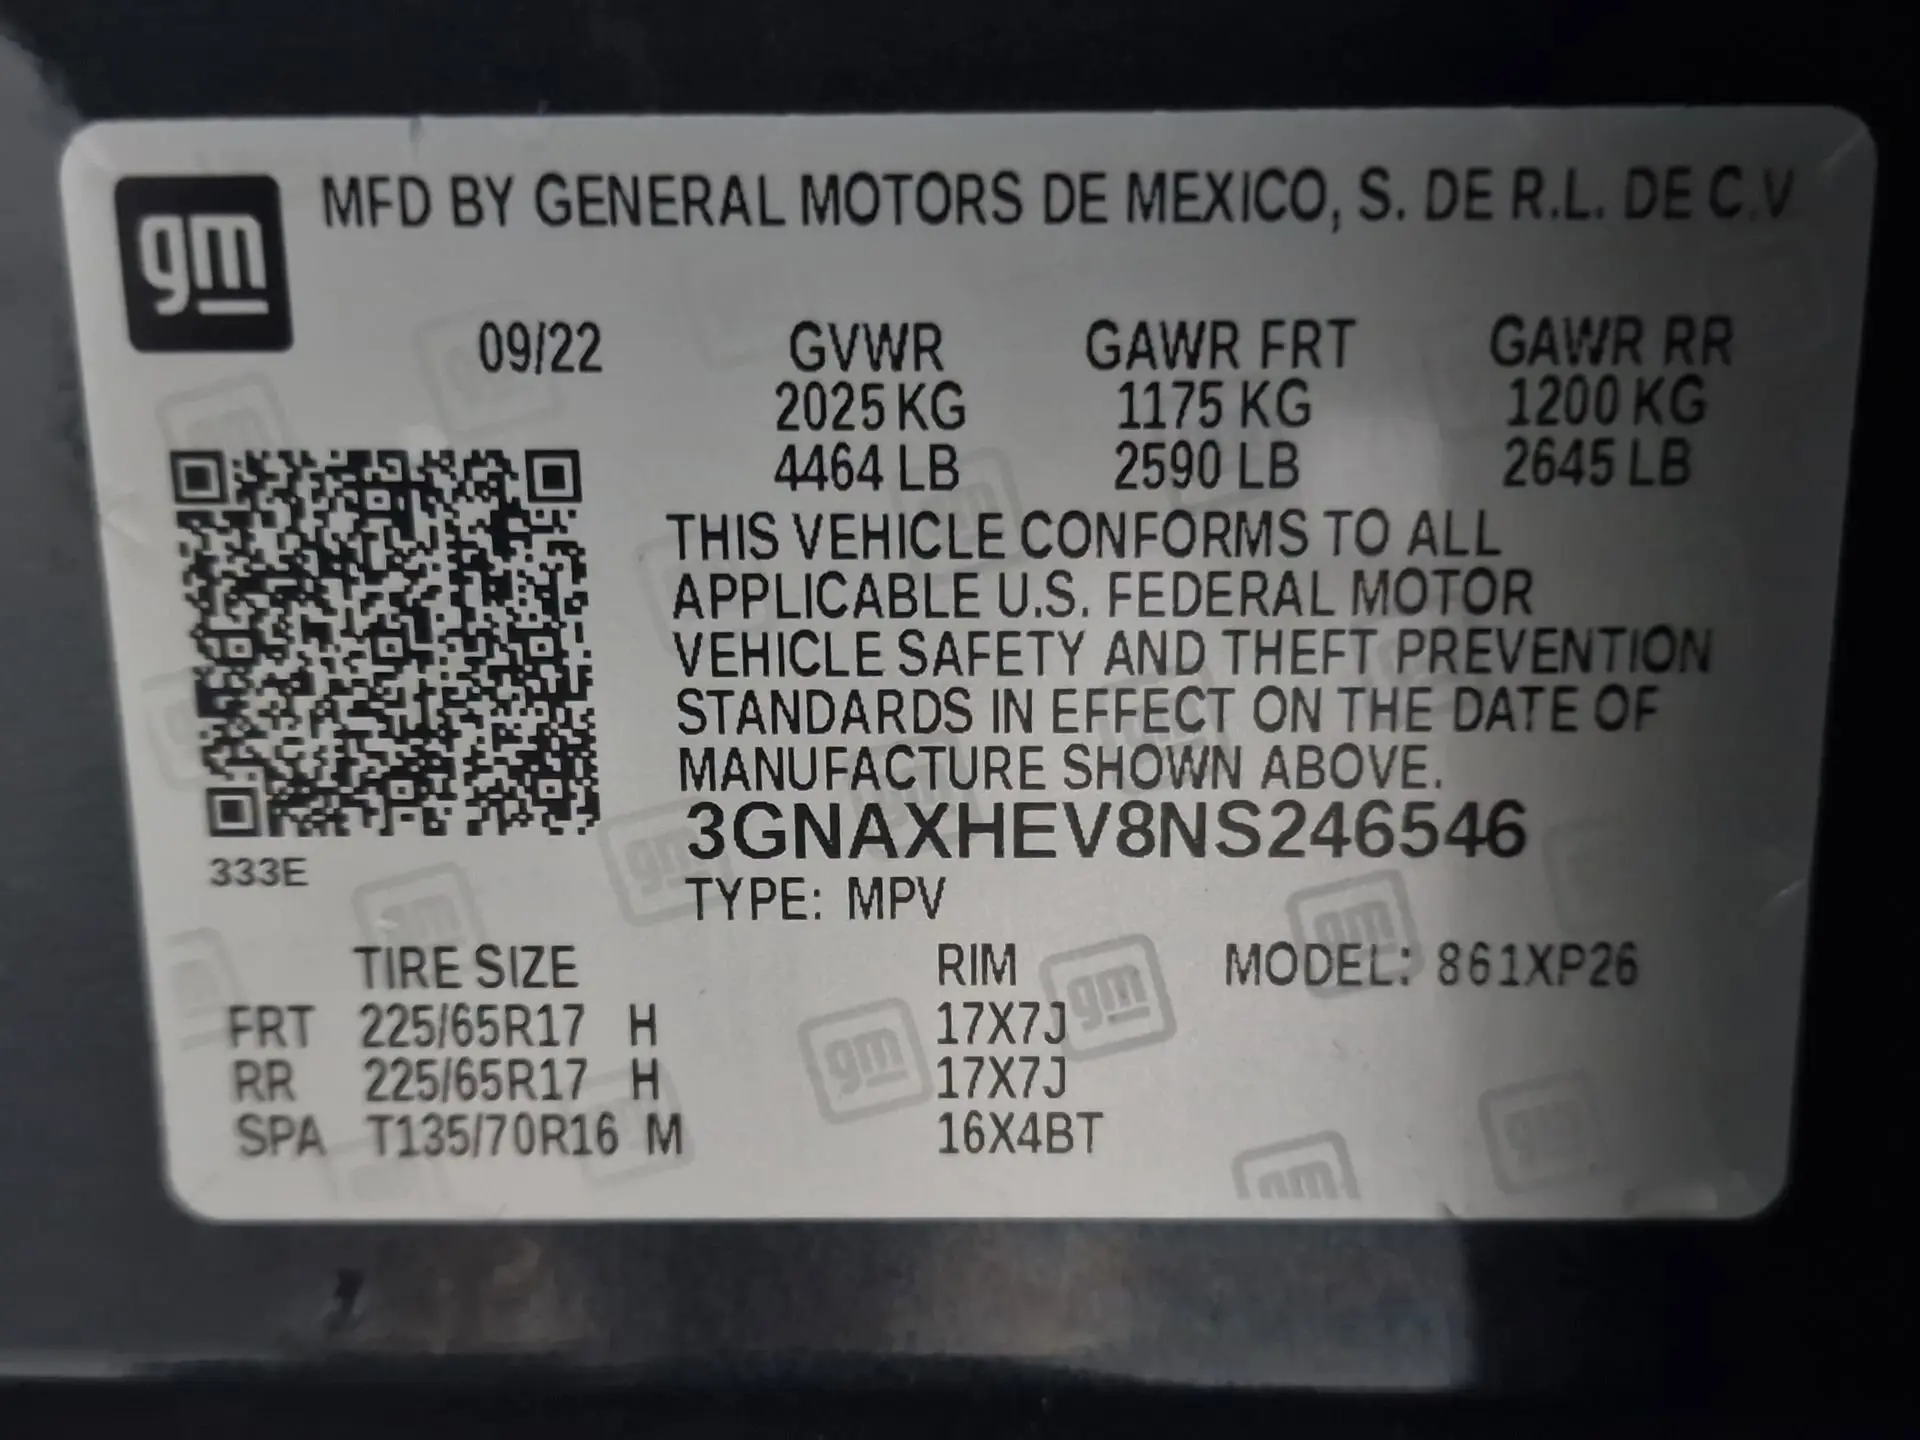 gm MFD BY GENERAL MOTORS DE MEXICO, S. DE R.L. DE C.V
09/22 GVWR GAWR FRT GAWR RR
2025 KG 1175 KG 1200 KG
4464 LB 2590 LB 2645 LB
THIS VEHICLE CONFORMS TO ALL
APPLICABLE U.S. FEDERAL MOTOR
VEHICLE SAFETY AND THEFT PREVENTION
STANDARDS IN EFFECT ON THE DATE OF
MANUFACTURE SHOWN ABOVE.
3GNAXHEV8NS246546
333E
TYPE: MPV
TIRE SIZE RIM MODEL: 861XP26
FRT 225/65R17 H 17X7J
RR 225/65R17 H 17X7J
SPA T135/70R16 M 16X4BT